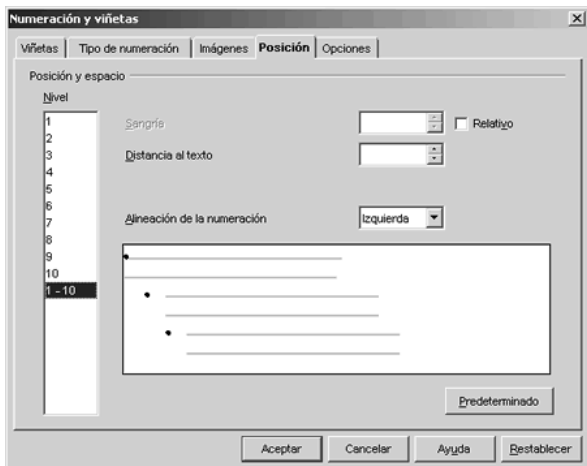 Numeración y viñetas
Viñetas Tipo de numeración Imágenes Posición Opciones
Posición y espacio
Nivel
1
2
3
4
5
6
7
8
9
10
1 - 10
Sangría
Relativo
Distancia al texto
Alineación de la numeración
Izquierda
Predeterminado
Aceptar Cancelar Ayuda Restablecer